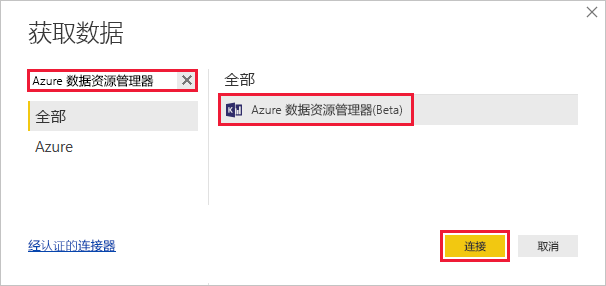 获取数据
Azure 数据资源管理器
全部
Azure
全部
Azure 数据资源管理器(Beta)
经认证的连接器
连接
取消